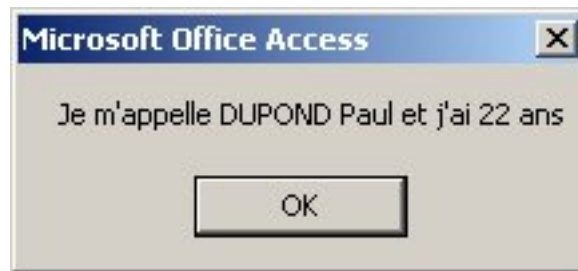 Microsoft Office Access
Je m'appelle DUPOND Paul et j'ai 22 ans
OK